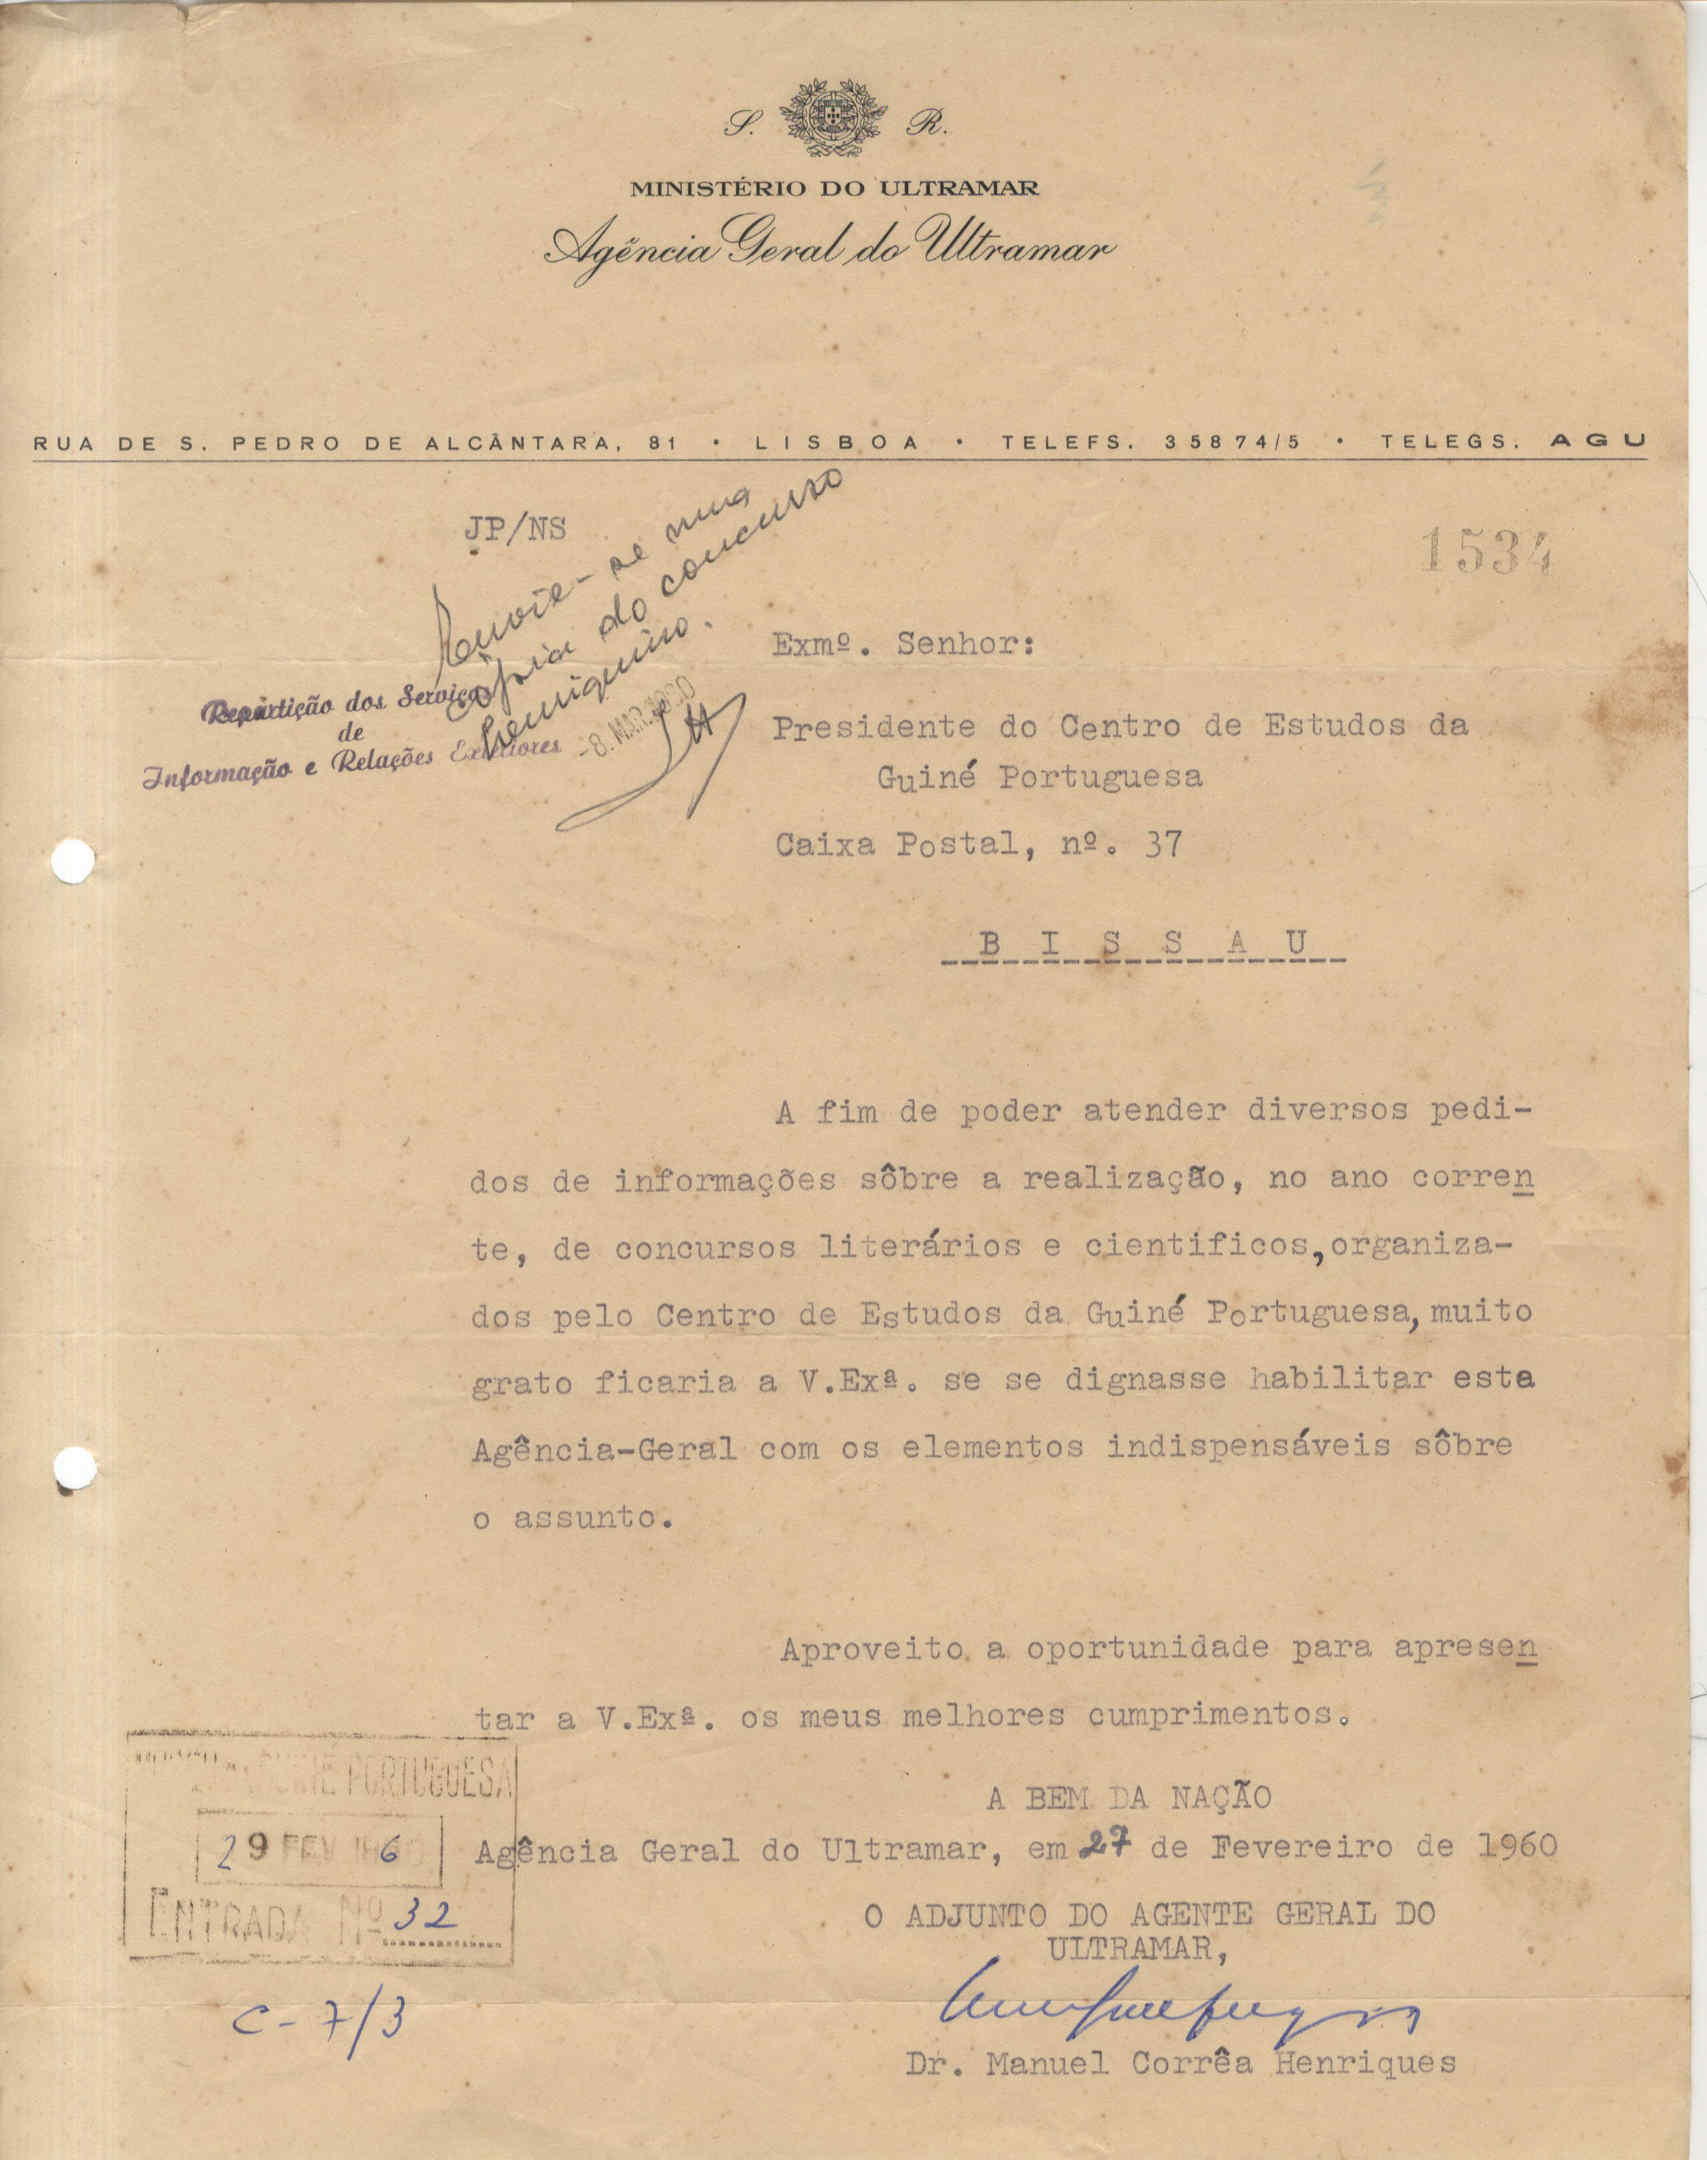 S. R.
MINISTÉRIO DO ULTRAMAR
Agência Geral do Ultramar
RUA DE S. PEDRO DE ALCÂNTARA, 81 • LISBOA • TELEFS. 35874/5 • TELEGS. AGU
JP/NS
1534
Envie-se uma
cópia do concurso
henriquino.
Repartição dos Serviços
de
Informação e Relações Exteriores
-8. MAR. 1960
Exmº. Senhor:
Presidente do Centro de Estudos da
Guiné Portuguesa
Caixa Postal, nº. 37
B I S S A U
A fim de poder atender diversos pedi-
dos de informações sôbre a realização, no ano corren
te, de concursos literários e cientificos,organiza-
dos pelo Centro de Estudos da Guiné Portuguesa, muito
grato ficaria a V.Exª. se se dignasse habilitar esta
Agência-Geral com os elementos indispensáveis sôbre
o assunto.
Aproveito a oportunidade para apresen
tar a V.Exª. os meus melhores cumprimentos.
A BEM DA NAÇÃO
Agência Geral do Ultramar, em 27 de Fevereiro de 1960
O ADJUNTO DO AGENTE GERAL DO
ULTRAMAR,
Dr. Manuel Corrêa Henriques
GUINÉ PORTUGUESA
29 FEV 196
ENTRADA Nº 32
C-7/3